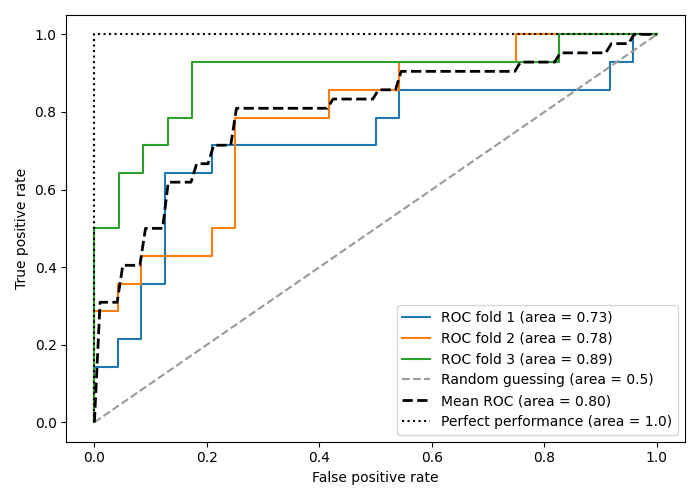 1.0
0.8
0.6
0.4
0.2
0.0
True positive rate
0.0 0.2 0.4 0.6 0.8 1.0
False positive rate
ROC fold 1 (area = 0.73)
ROC fold 2 (area = 0.78)
ROC fold 3 (area = 0.89)
Random guessing (area = 0.5)
Mean ROC (area = 0.80)
Perfect performance (area = 1.0)